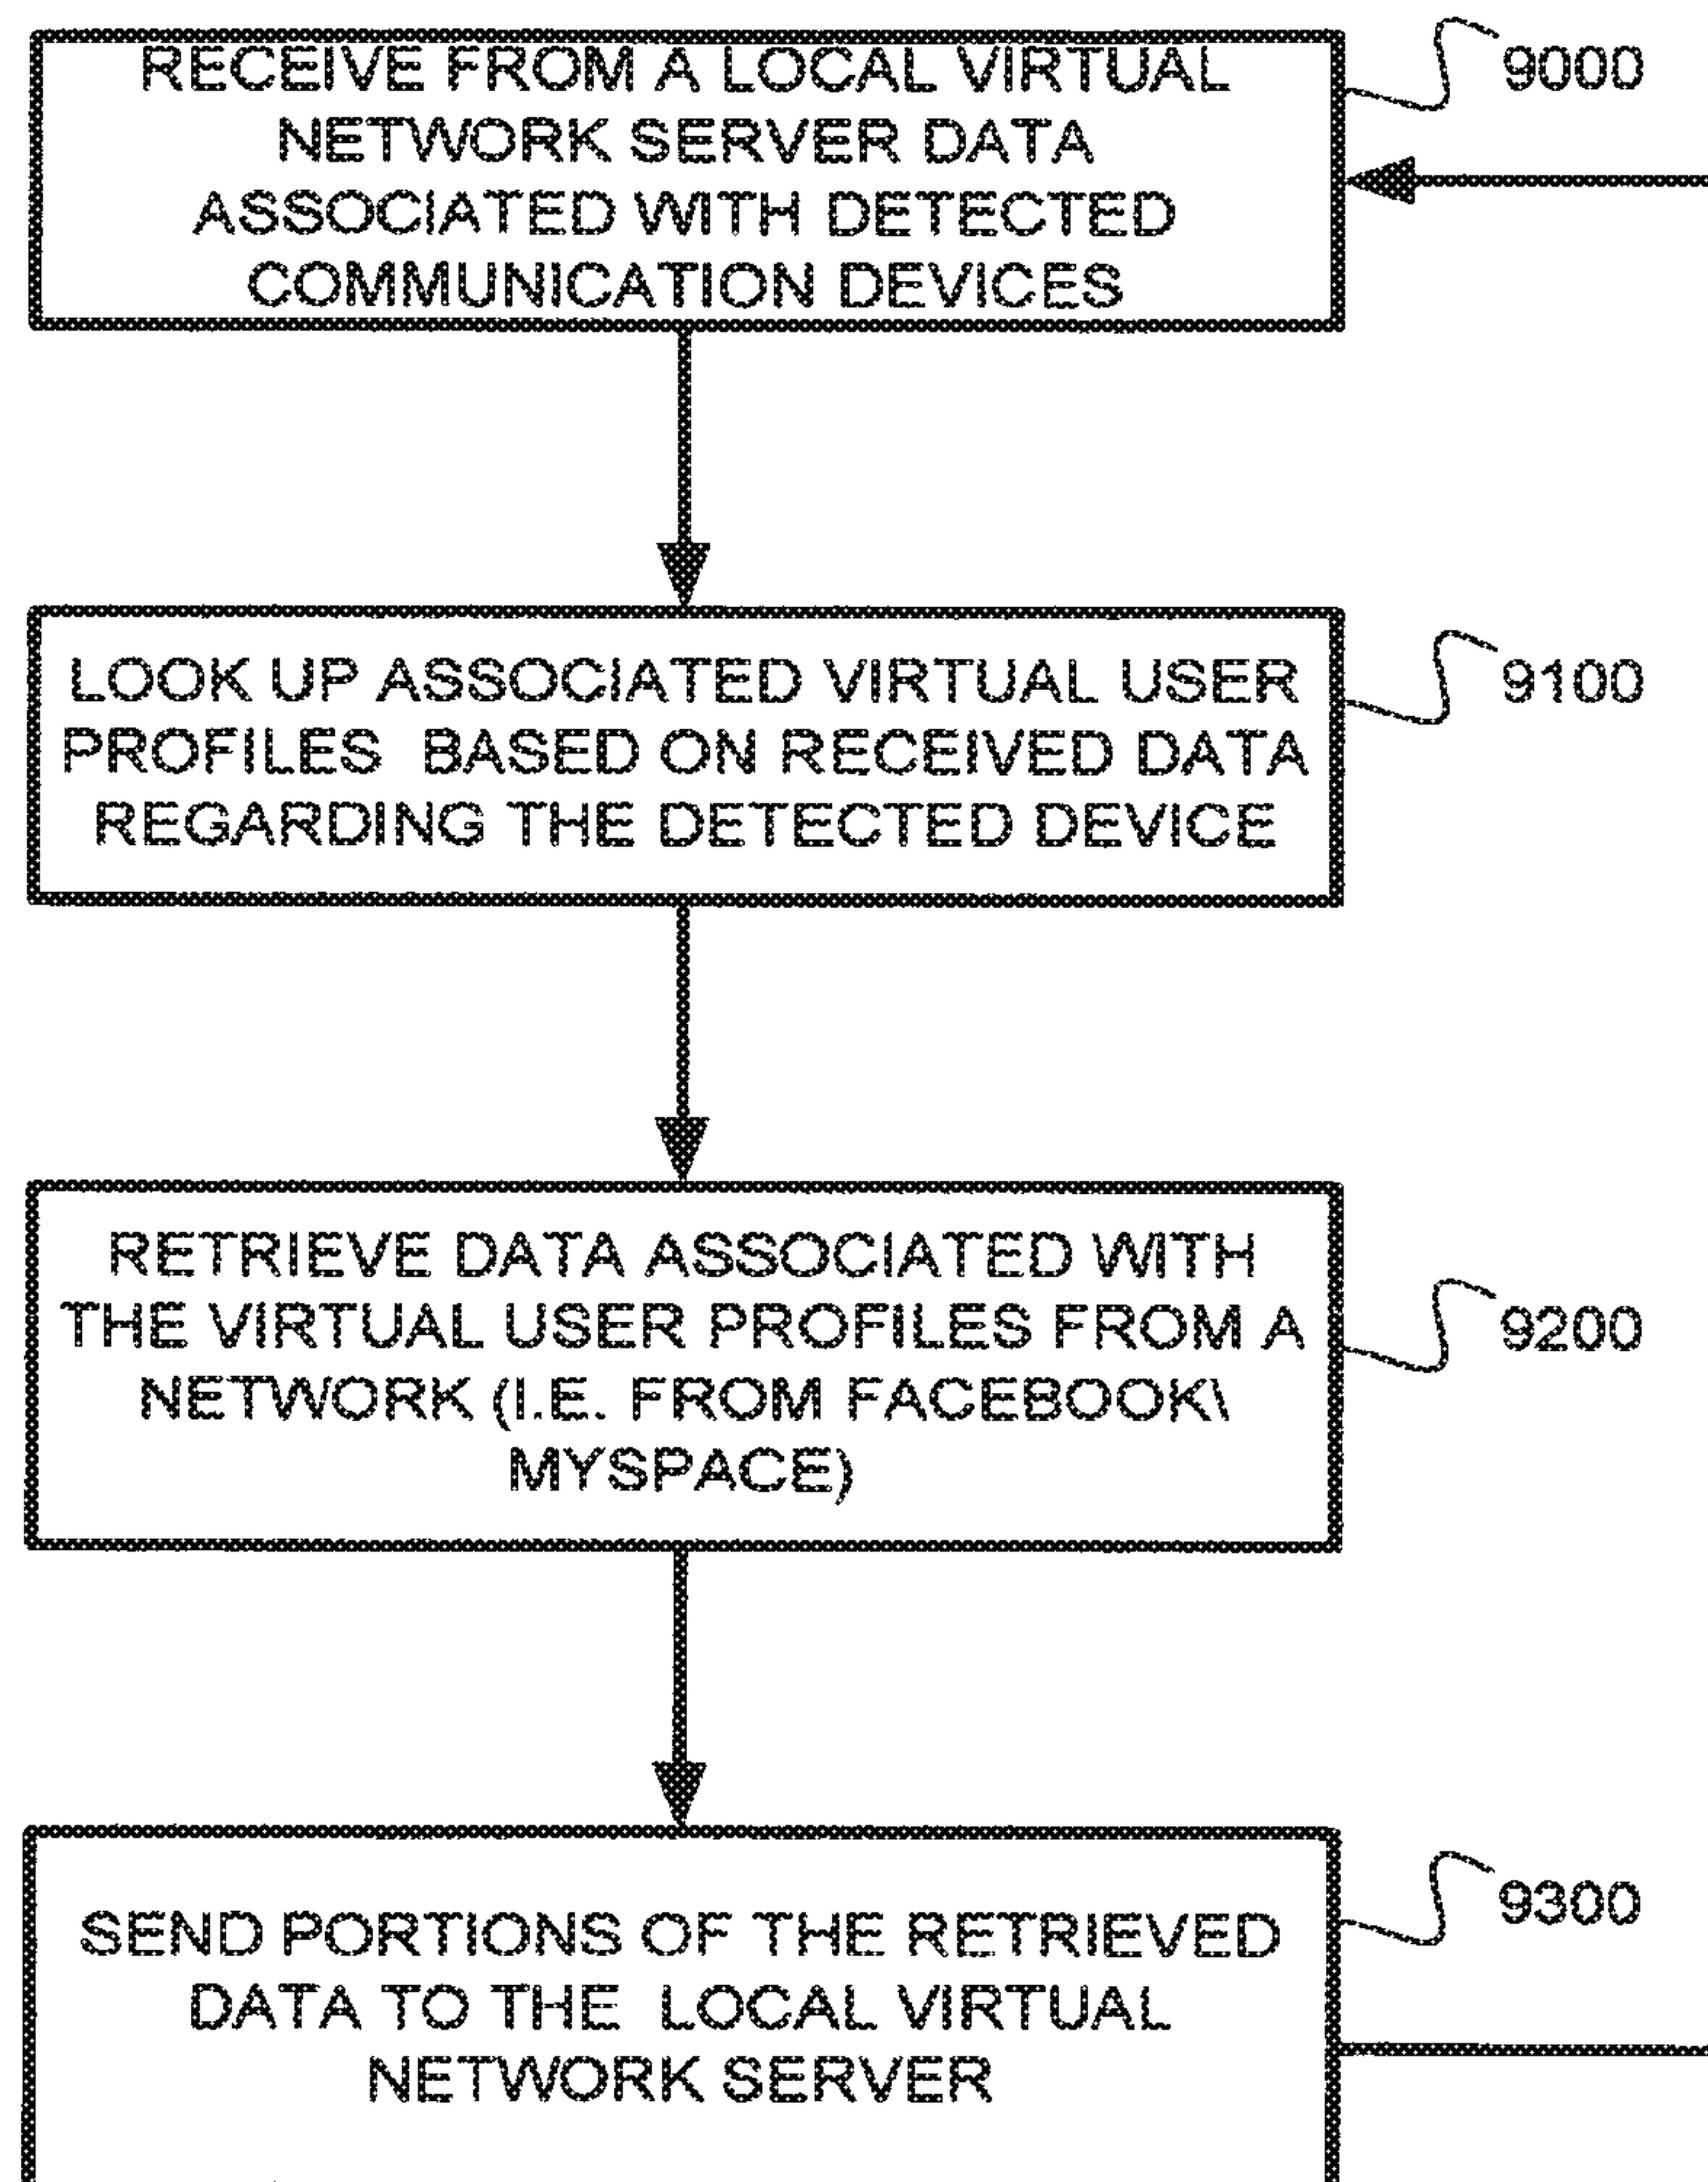 RECEIVE FROM A LOCAL VIRTUAL
NETWORK SERVER DATA
ASSOCIATED WITH DETECTED
COMMUNICATION DEVICES
9000
LOOK UP ASSOCIATED VIRTUAL USER
PROFILES BASED ON RECEIVED DATA
REGARDING THE DETECTED DEVICE
9100
RETRIEVE DATA ASSOCIATED WITH
THE VIRTUAL USER PROFILES FROM A
NETWORK (I.E. FROM FACEBOOK\
MYSPACE)
9200
SEND PORTIONS OF THE RETRIEVED
DATA TO THE LOCAL VIRTUAL
NETWORK SERVER
9300